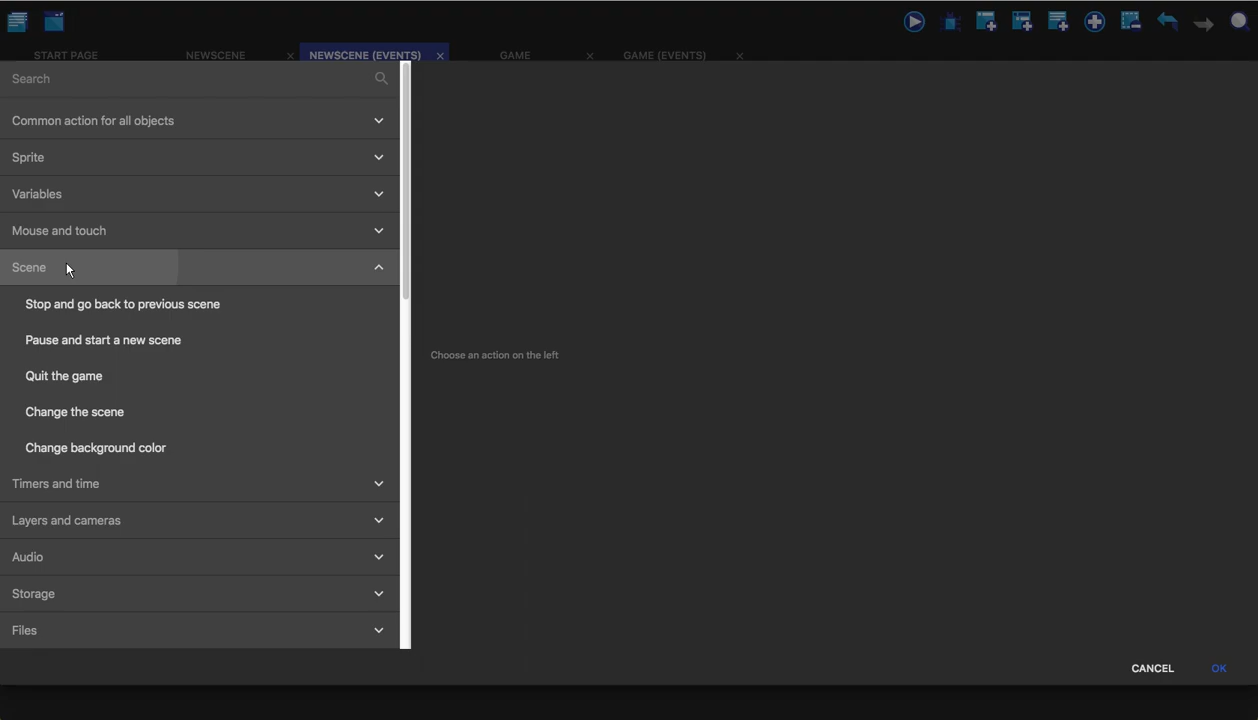 START PAGE NEWSCENE NEWSCENE (EVENTS) GAME GAME (EVENTS)
Search
Common action for all objects
Sprite
Variables
Mouse and touch
Scene
Stop and go back to previous scene
Pause and start a new scene
Choose an action on the left
Quit the game
Change the scene
Change background color
Timers and time
Layers and cameras
Audio
Storage
Files
CANCEL OK